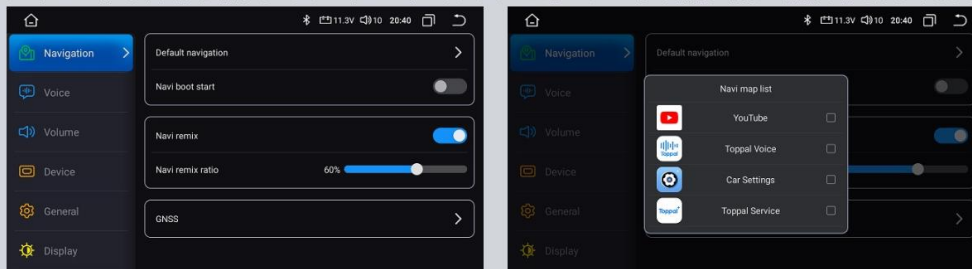 11.3V 10 20:40
Navigation
Voice
Volume
Device
General
Display
Default navigation
Navi boot start
Navi remix
Navi remix ratio 60%
GNSS
11.3V 10 20:40
Navigation
Voice
Volume
Device
General
Display
Default navigation
Navi map list
YouTube
Toppal Toppal Voice
Car Settings
Toppal Toppal Service